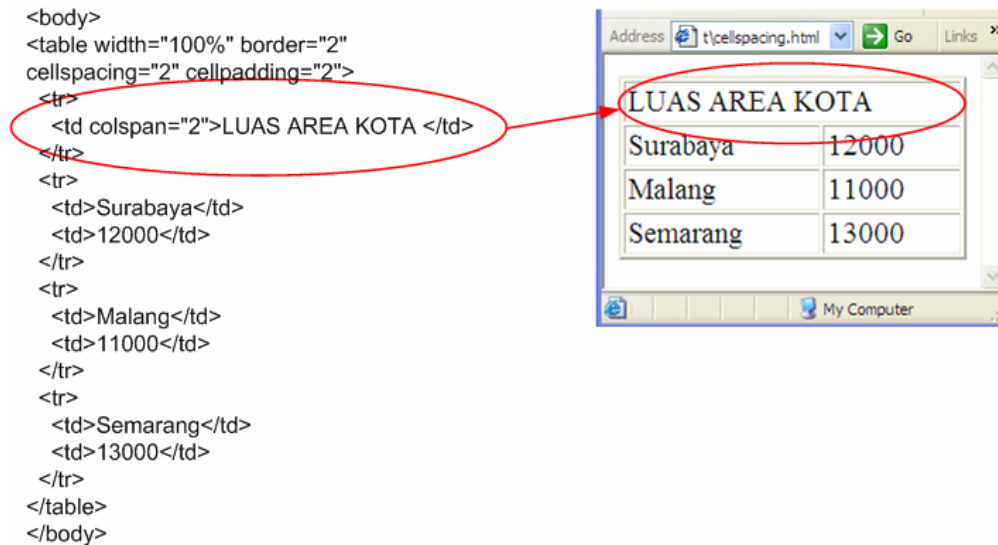 <body>
<table width="100%" border="2"
cellspacing="2" cellpadding="2">
<tr>
<td colspan="2">LUAS AREA KOTA </td>
</tr>
<tr>
<td>Surabaya</td>
<td>12000</td>
</tr>
<tr>
<td>Malang</td>
<td>11000</td>
</tr>
<tr>
<td>Semarang</td>
<td>13000</td>
</tr>
</table>
</body>
Address t\cellspacing.html Go Links »
LUAS AREA KOTA
Surabaya 12000
Malang 11000
Semarang 13000
My Computer